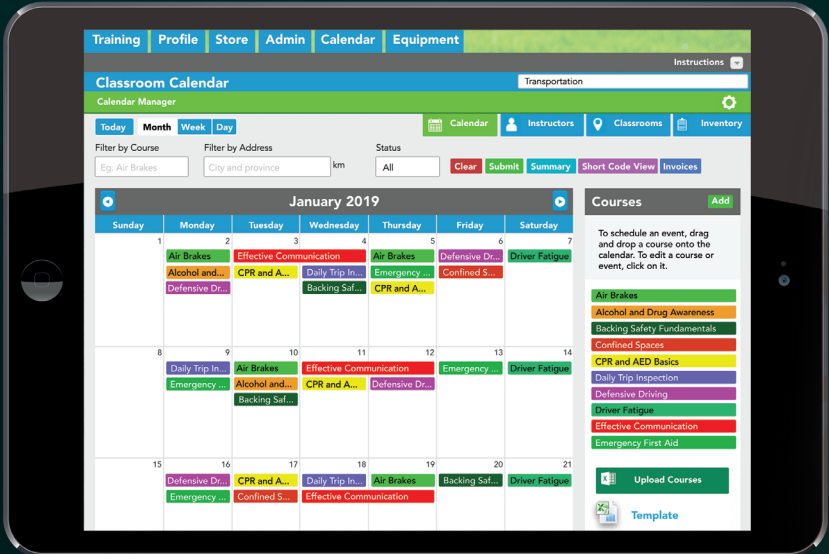 Training Profile Store Admin Calendar Equipment
Instructions
Classroom Calendar Transportation
Calendar Manager
Today Month Week Day Calendar Instructors Classrooms Inventory
Filter by Course Filter by Address Status
Eg. Air Brakes City and province km All Clear Submit Summary Short Code View Invoices
January 2019
Sunday Monday Tuesday Wednesday Thursday Friday Saturday
1 2 3 4 5 6 7
Air Brakes Effective Communication Air Brakes Defensive Dr... Driver Fatigue
Alcohol and... CPR and A... Daily Trip In... Emergency ... Confined S...
Defensive Dr... Backing Saf... CPR and A...
8 9 10 11 12 13 14
Daily Trip In... Air Brakes Effective Communication Emergency ... Driver Fatigue
Emergency ... Alcohol and... CPR and A... Defensive Dr...
Backing Saf...
15 16 17 18 19 20 21
Defensive Dr... CPR and A... Daily Trip In... Air Brakes Backing Saf... Driver Fatigue
Emergency ... Confined S... Effective Communication
Courses Add
To schedule an event, drag
and drop a course onto the
calendar. To edit a course or
event, click on it.
Air Brakes
Alcohol and Drug Awareness
Backing Safety Fundamentals
Confined Spaces
CPR and AED Basics
Daily Trip Inspection
Defensive Driving
Driver Fatigue
Effective Communication
Emergency First Aid
Upload Courses
Template